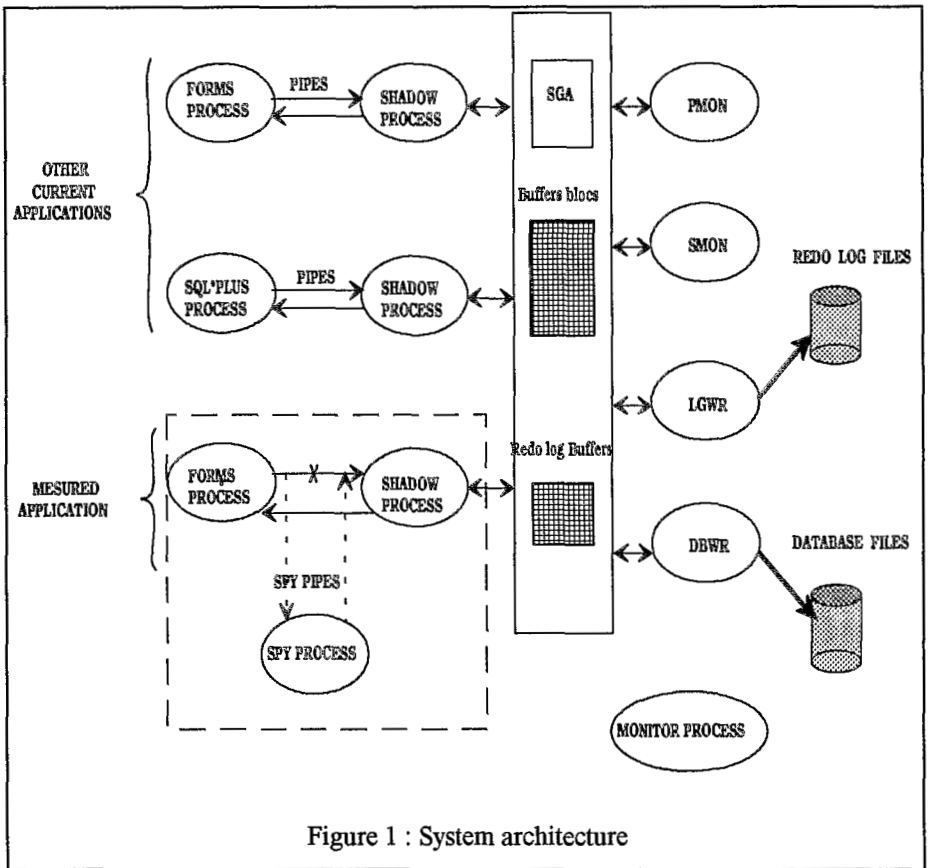 FORMS
PROCESS
PIPES
SHADOW
PROCESS
SGA
PMON
OTHER
CURRENT
APPLICATIONS
Buffers blocs
SMON
REDO LOG FILES
SQL*PLUS
PROCESS
PIPES
SHADOW
PROCESS
LGWR
Redo log Buffers
MESURED
APPLICATION
FORMS
PROCESS
X
SHADOW
PROCESS
DBWR
DATABASE FILES
SPY PIPES
SPY PROCESS
MONITOR PROCESS
Figure 1 : System architecture